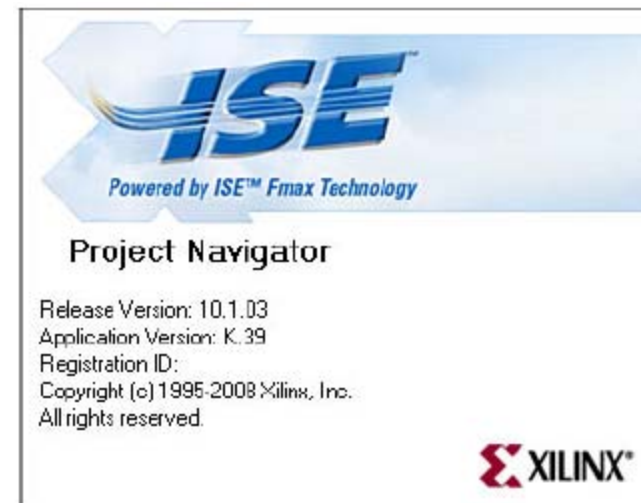 ISE™
Powered by ISE™ Fmax Technology
Project Navigator
Release Version: 10.1.03
Application Version: K.39
Registration ID:
Copyright (c) 1995-2008 Xilinx, Inc.
All rights reserved.
XILINX®